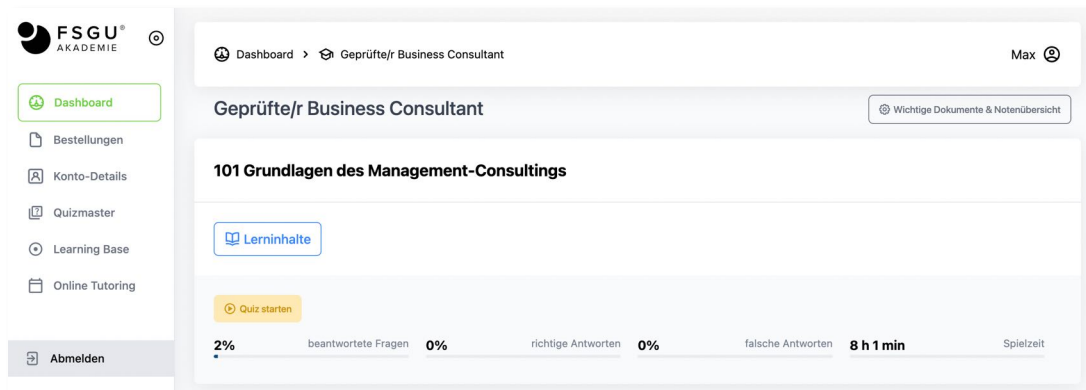 FSGU®
AKADEMIE
Dashboard
Bestellungen
Konto-Details
Quizmaster
Learning Base
Online Tutoring
Abmelden
Dashboard > Geprüfte/r Business Consultant
Max
Geprüfte/r Business Consultant
Wichtige Dokumente & Notenübersicht
101 Grundlagen des Management-Consultings
Lerninhalte
Quiz starten
2% beantwortete Fragen 0% richtige Antworten 0% falsche Antworten 8 h 1 min Spielzeit